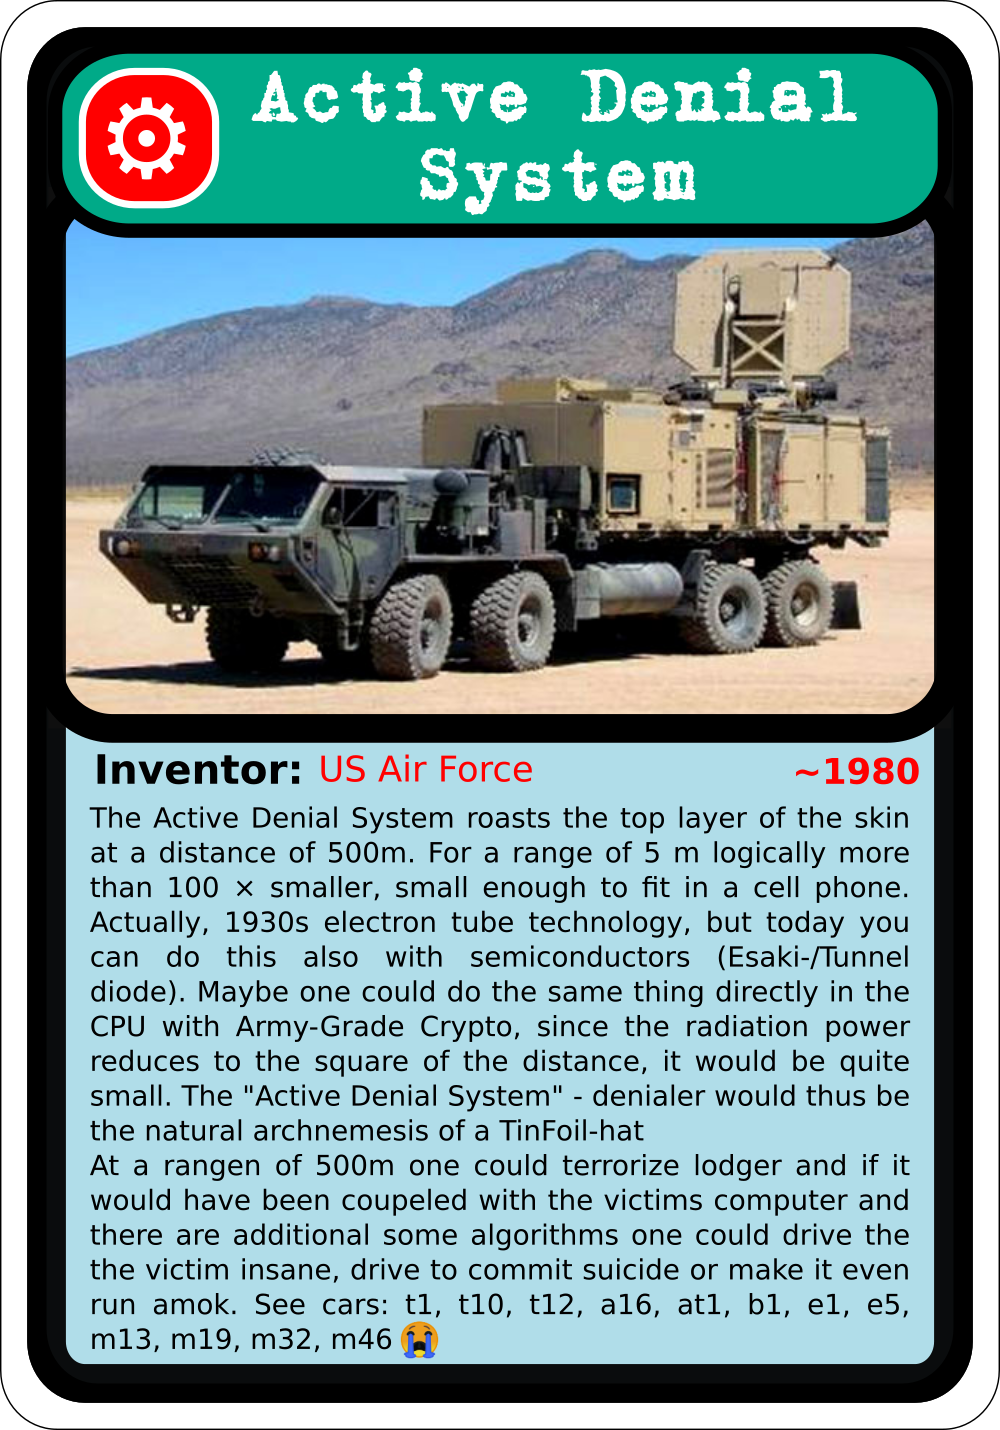 Active Denial
System
Inventor: US Air Force ~1980
The Active Denial System roasts the top layer of the skin
at a distance of 500m. For a range of 5 m logically more
than 100 × smaller, small enough to fit in a cell phone.
Actually, 1930s electron tube technology, but today you
can do this also with semiconductors (Esaki-/Tunnel
diode). Maybe one could do the same thing directly in the
CPU with Army-Grade Crypto, since the radiation power
reduces to the square of the distance, it would be quite
small. The "Active Denial System" - denialer would thus be
the natural archnemesis of a TinFoil-hat
At a rangen of 500m one could terrorize lodger and if it
would have been coupeled with the victims computer and
there are additional some algorithms one could drive the
the victim insane, drive to commit suicide or make it even
run amok. See cars: t1, t10, t12, a16, at1, b1, e1, e5,
m13, m19, m32, m46 😭